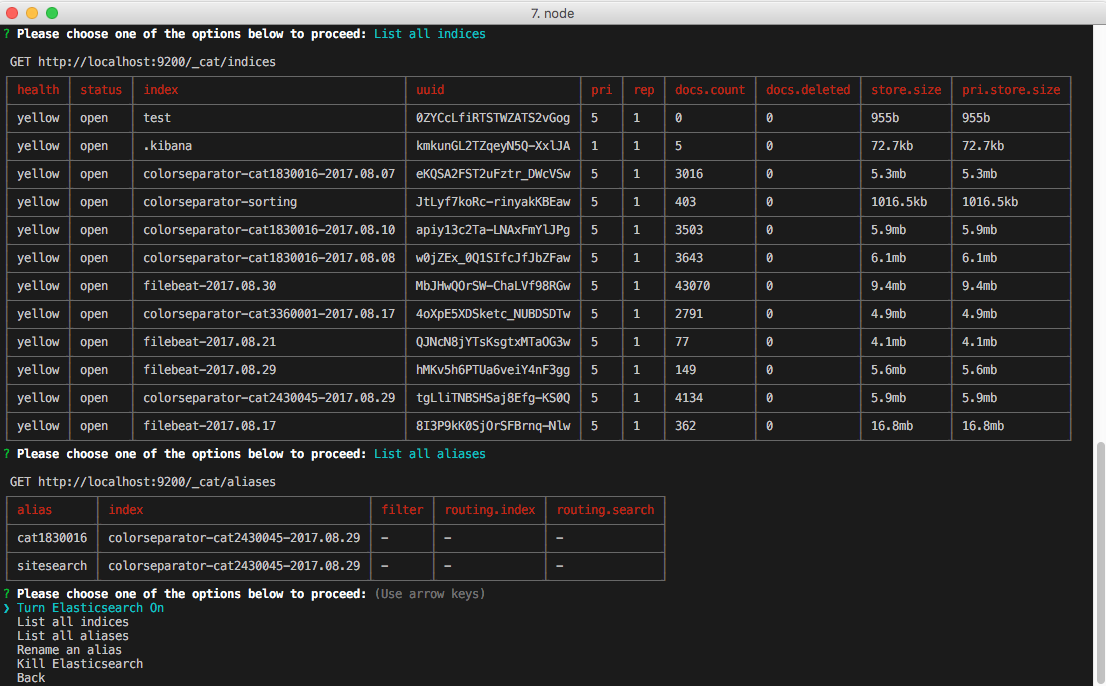 7. node
? Please choose one of the options below to proceed: List all indices
GET http://localhost:9200/_cat/indices
health status index uuid pri rep docs.count docs.deleted store.size pri.store.size
yellow open test 0ZYCcLfiRTSTWZATS2vGog 5 1 0 0 955b 955b
yellow open .kibana kmkunGL2TZqeyN5Q-XxlJA 1 1 5 0 72.7kb 72.7kb
yellow open colorseparator-cat1830016-2017.08.07 eKQSA2FST2uFztr_DWcVSw 5 1 3016 0 5.3mb 5.3mb
yellow open colorseparator-sorting JtLyf7koRc-rinyakKBEaw 5 1 403 0 1016.5kb 1016.5kb
yellow open colorseparator-cat1830016-2017.08.10 apiy13c2Ta-LNAxFmYlJPg 5 1 3503 0 5.9mb 5.9mb
yellow open colorseparator-cat1830016-2017.08.08 w0jZEx_0Q1SIfcJfJbZFaw 5 1 3643 0 6.1mb 6.1mb
yellow open filebeat-2017.08.30 MbJHwQOrSW-ChaLVf98RGw 5 1 43070 0 9.4mb 9.4mb
yellow open colorseparator-cat3360001-2017.08.17 4oXpE5XDSketc_NUBDSDTw 5 1 2791 0 4.9mb 4.9mb
yellow open filebeat-2017.08.21 QJNcN8jYTsKsgtxMTaOG3w 5 1 77 0 4.1mb 4.1mb
yellow open filebeat-2017.08.29 hMKv5h6PTUa6veiY4nF3gg 5 1 149 0 5.6mb 5.6mb
yellow open colorseparator-cat2430045-2017.08.29 tgLliTNBSHSaj8Efg-KS0Q 5 1 4134 0 5.9mb 5.9mb
yellow open filebeat-2017.08.17 8I3P9kK0SjOrSFBrnq-Nlw 5 1 362 0 16.8mb 16.8mb
? Please choose one of the options below to proceed: List all aliases
GET http://localhost:9200/_cat/aliases
alias index filter routing.index routing.search
cat1830016 colorseparator-cat2430045-2017.08.29 - - -
sitesearch colorseparator-cat2430045-2017.08.29 - - -
? Please choose one of the options below to proceed: (Use arrow keys)
❯ Turn Elasticsearch On
List all indices
List all aliases
Rename an alias
Kill Elasticsearch
Back